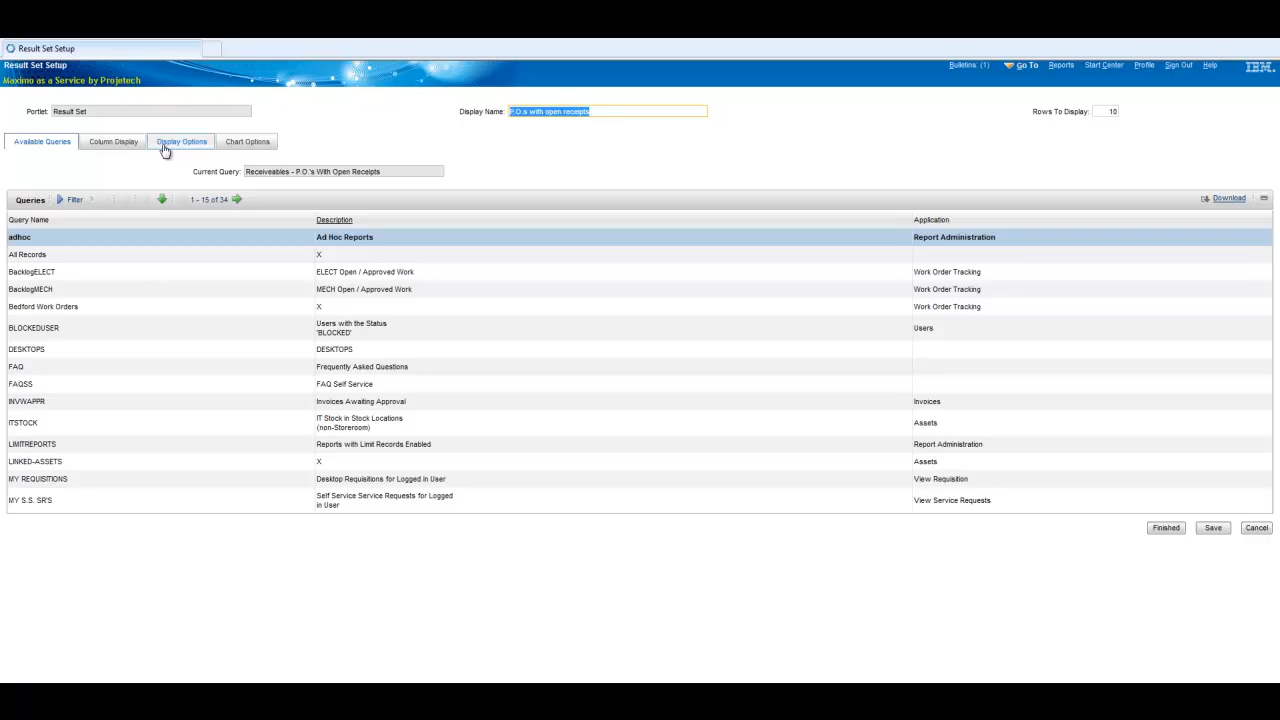 Result Set Setup
Result Set Setup
Bulletins: (1) Go To Reports Start Center Profile Sign Out Help IBM.
Maximo as a Service by Projetech
Portlet: Result Set Display Name: P.O.s with open receipts Rows To Display: 10
Available Queries Column Display Display Options Chart Options
Current Query: Receiveables - P.O.'s With Open Receipts
Queries Filter 1 - 15 of 34 Download
Query Name Description Application
adhoc Ad Hoc Reports Report Administration
All Records X
BacklogELECT ELECT Open / Approved Work Work Order Tracking
BacklogMECH MECH Open / Approved Work Work Order Tracking
Bedford Work Orders X Work Order Tracking
BLOCKEDUSER Users with the Status 'BLOCKED' Users
DESKTOPS DESKTOPS
FAQ Frequently Asked Questions
FAQSS FAQ Self Service
INVWAPPR Invoices Awaiting Approval Invoices
ITSTOCK IT Stock in Stock Locations (non-Storeroom) Assets
LIMITREPORTS Reports with Limit Records Enabled Report Administration
LINKED-ASSETS X Assets
MY REQUISITIONS Desktop Requisitions for Logged in User View Requisition
MY S.S. SR'S Self Service Service Requests for Logged in User View Service Requests
Finished Save Cancel